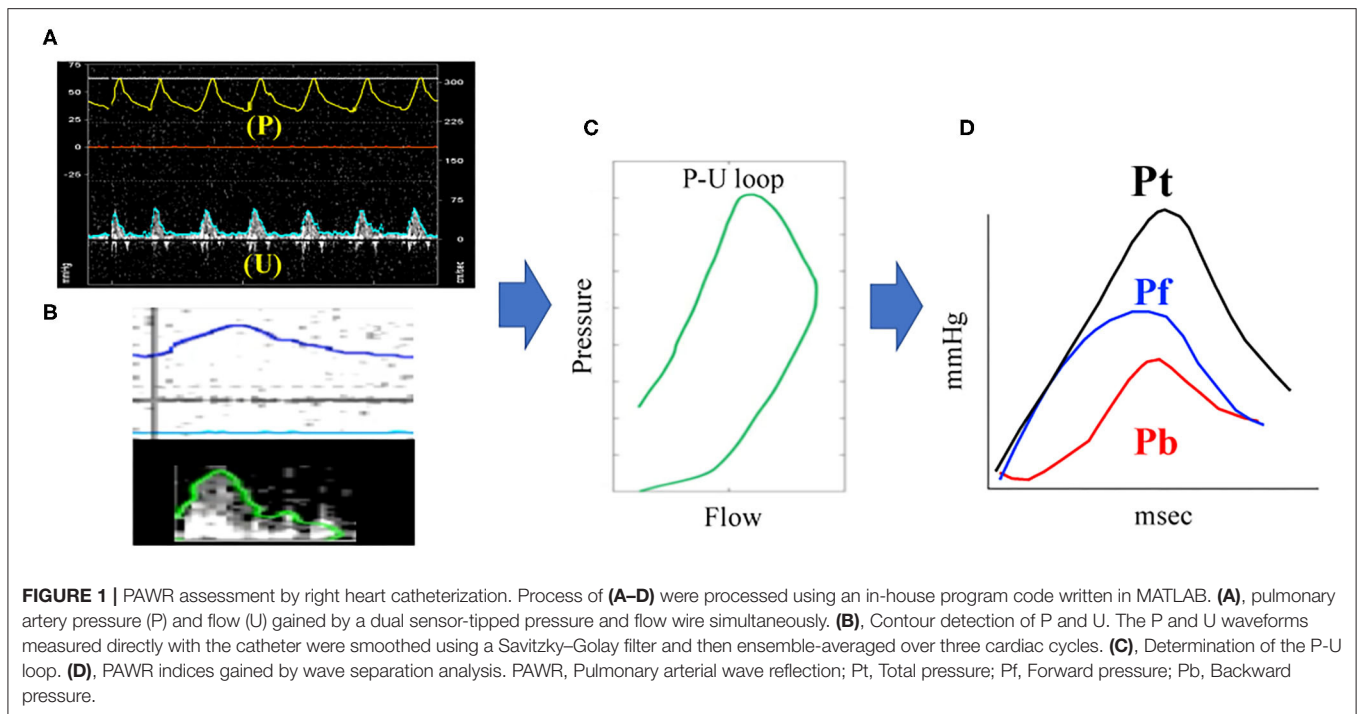 A
75
50
25
0
-25
mmHg
(P)
(U)
300
225
150
75
0
cm/sec
B
C
P-U loop
Pressure
Flow
D
Pt
Pf
Pb
mmHg
msec
FIGURE 1 | PAWR assessment by right heart catheterization. Process of (A–D) were processed using an in-house program code written in MATLAB. (A), pulmonary
artery pressure (P) and flow (U) gained by a dual sensor-tipped pressure and flow wire simultaneously. (B), Contour detection of P and U. The P and U waveforms
measured directly with the catheter were smoothed using a Savitzky–Golay filter and then ensemble-averaged over three cardiac cycles. (C), Determination of the P-U
loop. (D), PAWR indices gained by wave separation analysis. PAWR, Pulmonary arterial wave reflection; Pt, Total pressure; Pf, Forward pressure; Pb, Backward
pressure.